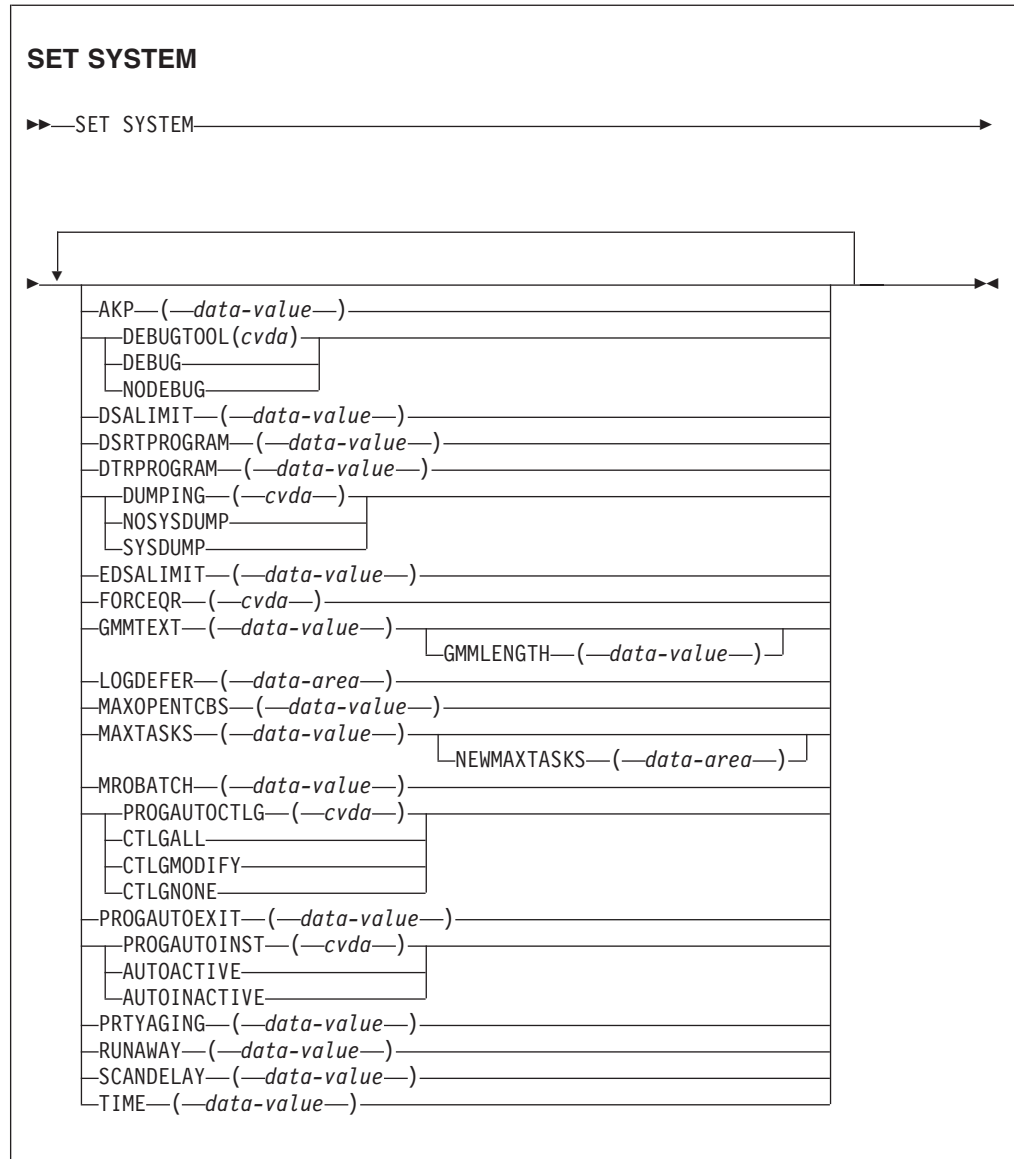 SET SYSTEM
SET SYSTEM
AKP (data-value)
DEBUGTOOL(cvda)
DEBUG
NODEBUG
DSALIMIT (data-value)
DSRTPROGRAM (data-value)
DTRPROGRAM (data-value)
DUMPING (cvda)
NOSYSDUMP
SYSDUMP
EDSALIMIT (data-value)
FORCEQR (cvda)
GMMTEXT (data-value)
GMMLENGTH (data-value)
LOGDEFER (data-area)
MAXOPENTCBS (data-value)
MAXTASKS (data-value)
NEWMAXTASKS (data-area)
MROBATCH (data-value)
PROGAUTOCTLG (cvda)
CTLGALL
CTLGMODIFY
CTLGNONE
PROGAUTOEXIT (data-value)
PROGAUTOINST (cvda)
AUTOACTIVE
AUTOINACTIVE
PRTYAGING (data-value)
RUNAWAY (data-value)
SCANDELAY (data-value)
TIME (data-value)